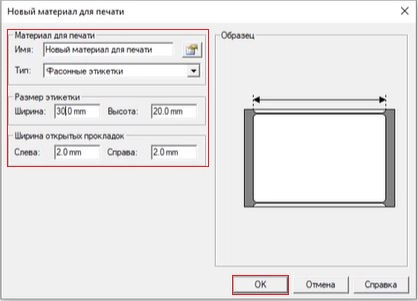 Новый материал для печати
Материал для печати
Имя: Новый материал для печати
Тип: Фасонные этикетки
Размер этикетки
Ширина: 30.0 mm Высота: 20.0 mm
Ширина открытых прокладок
Слева: 2.0 mm Справа: 2.0 mm
Образец
OK Отмена Справка